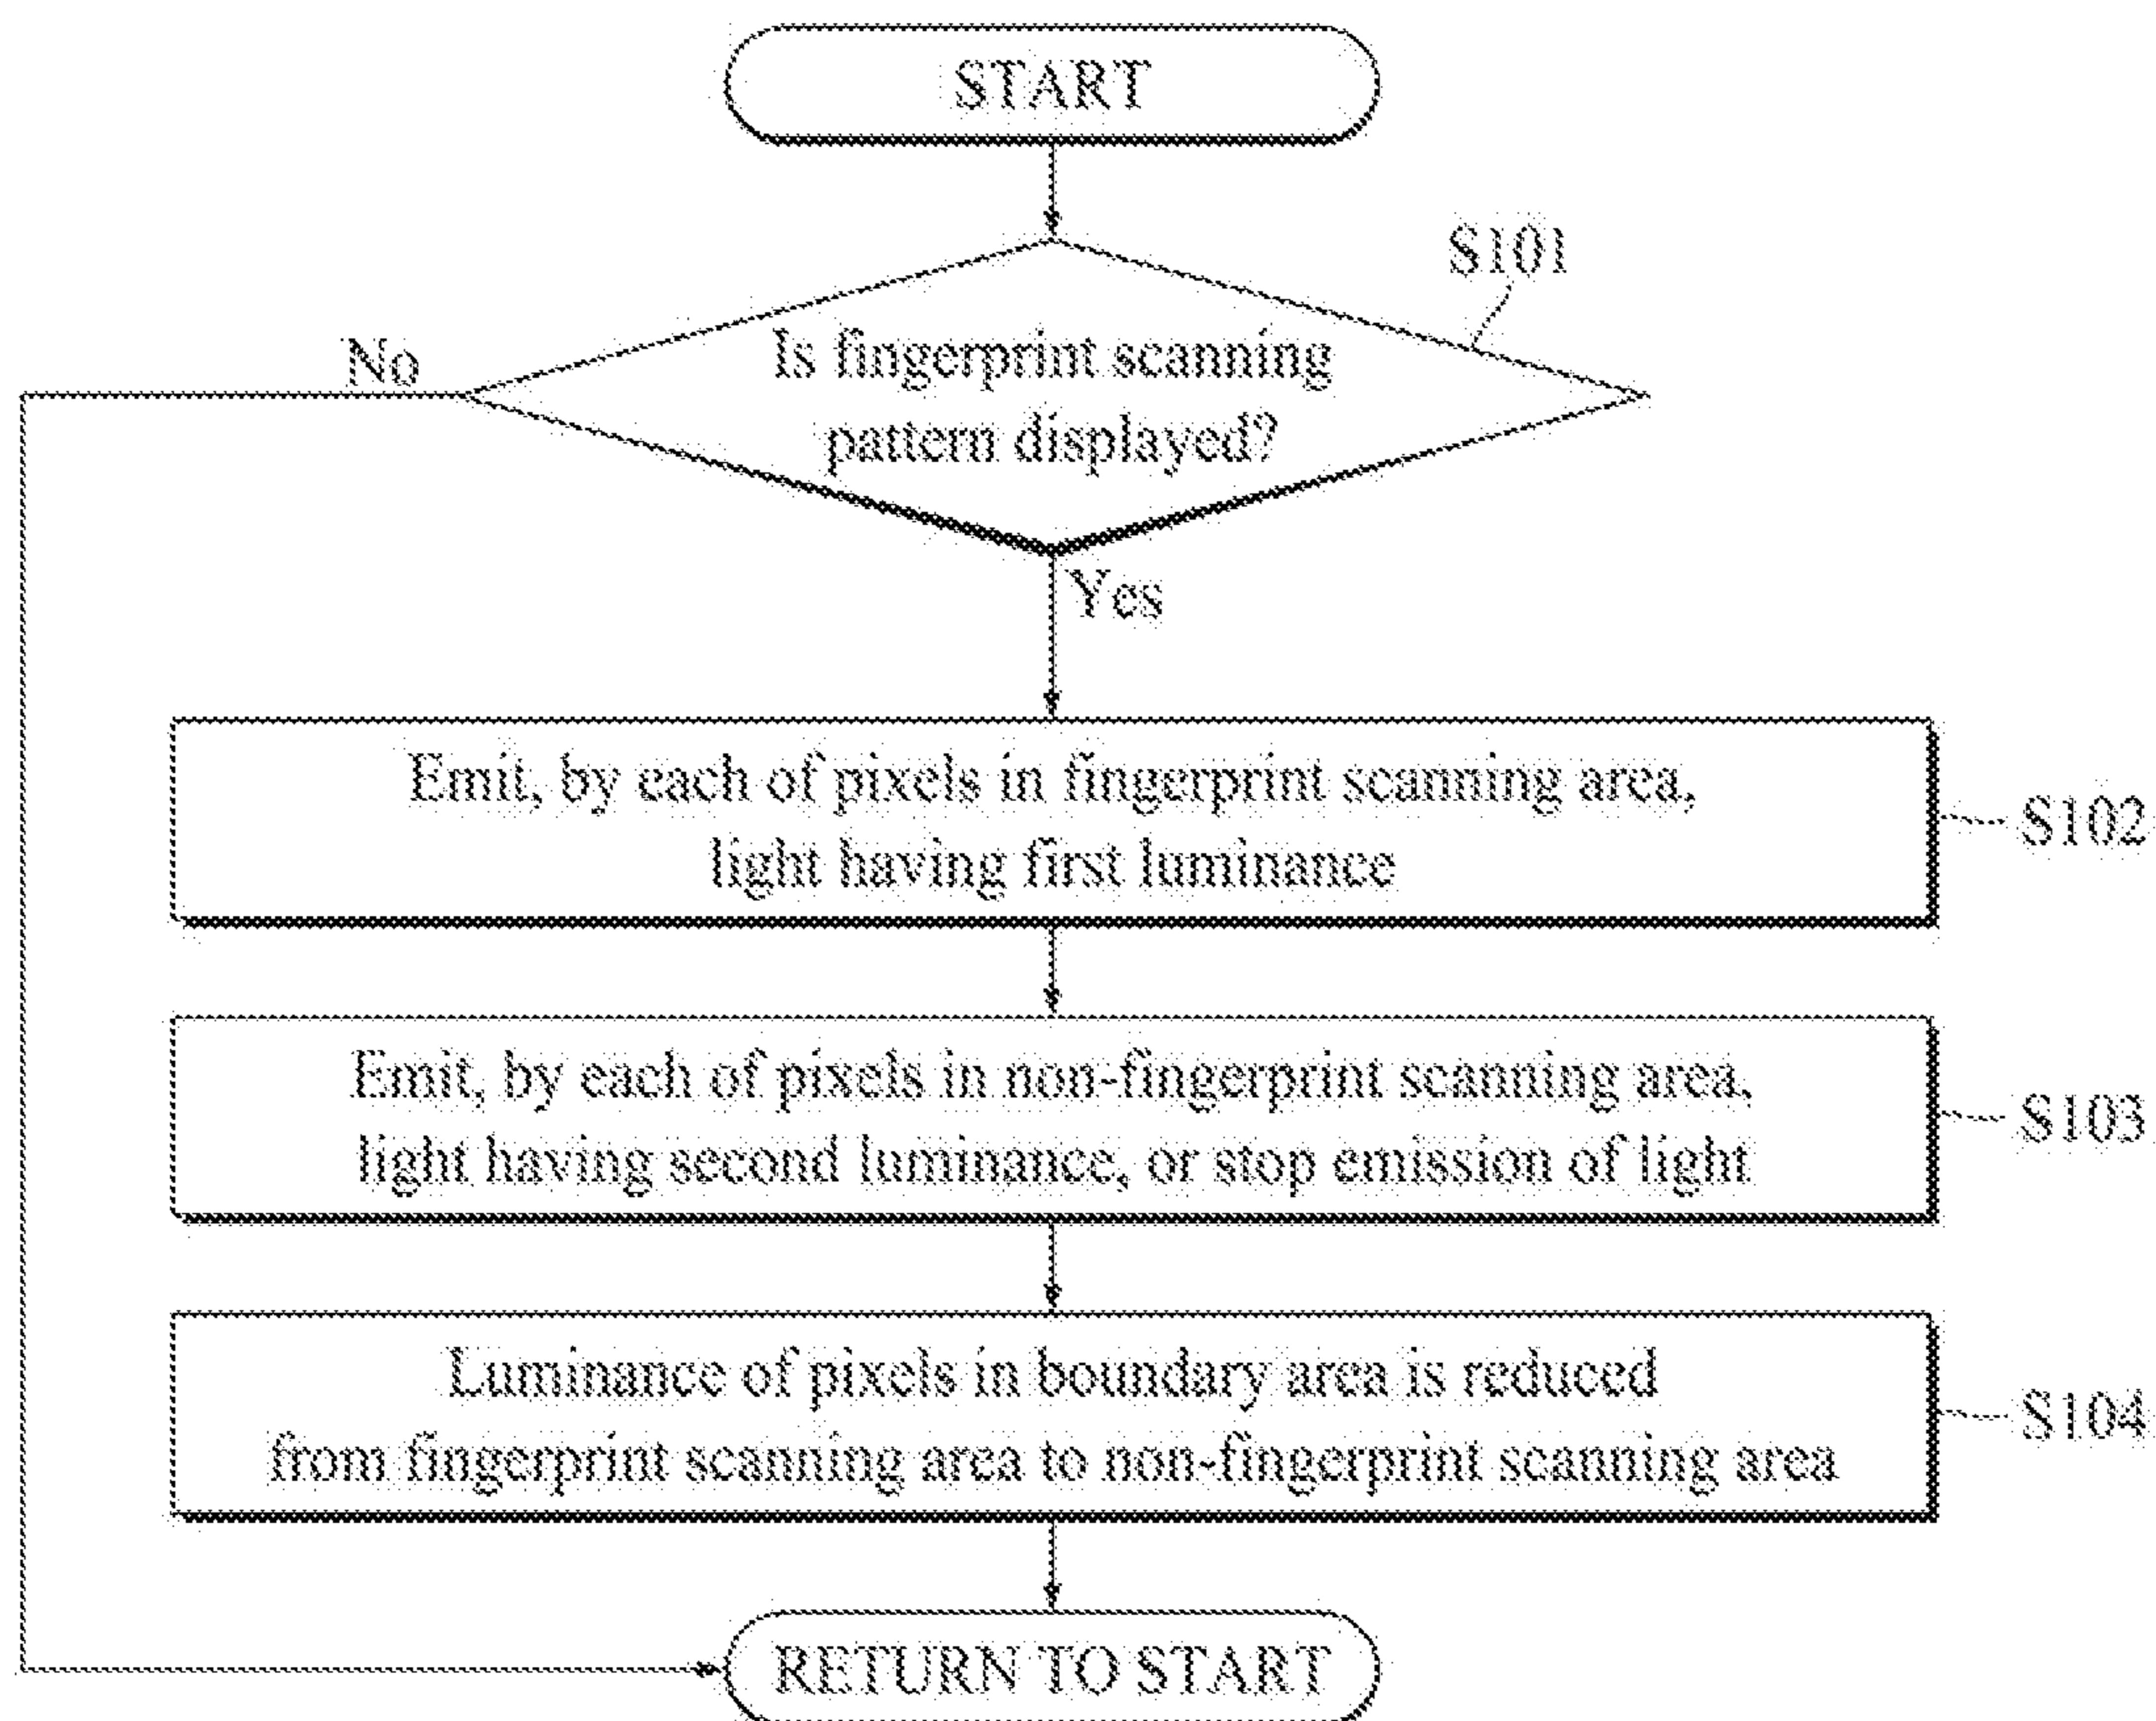 START
S101
Is fingerprint scanning
pattern displayed?
No
Yes
Emit, by each of pixels in fingerprint scanning area,
light having first luminance
S102
Emit, by each of pixels in non-fingerprint scanning area,
light having second luminance, or stop emission of light
S103
Luminance of pixels in boundary area is reduced
from fingerprint scanning area to non-fingerprint scanning area
S104
RETURN TO START